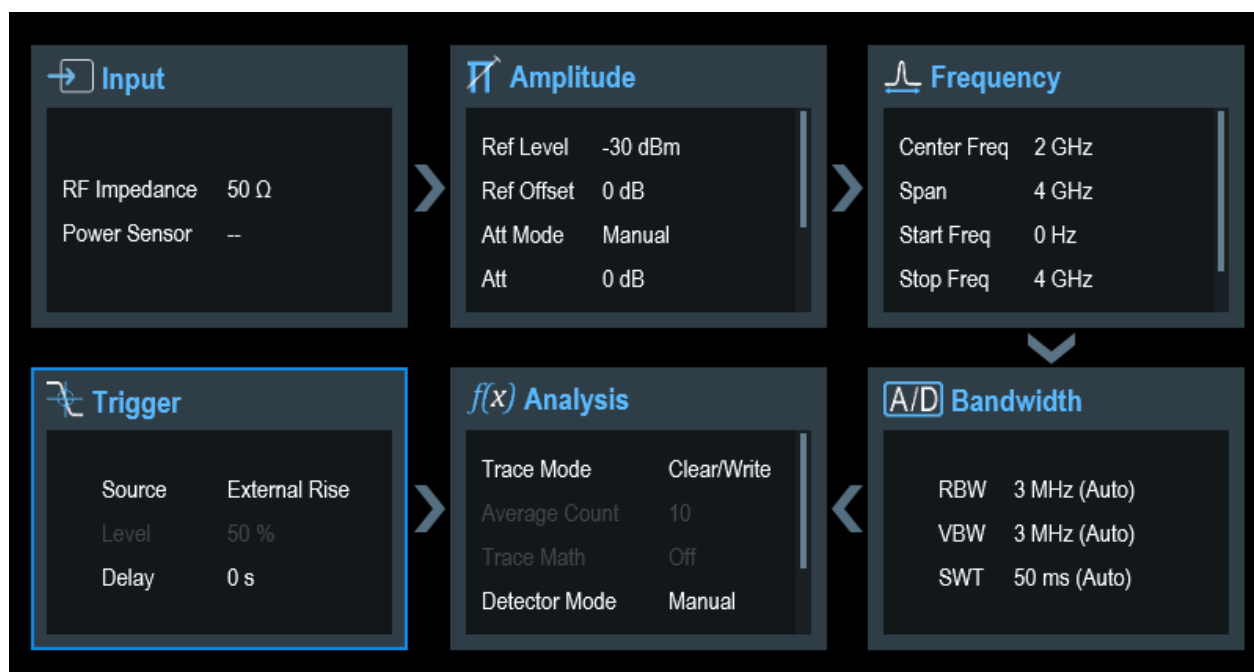 Input
RF Impedance 50 Ω
Power Sensor --
Amplitude
Ref Level -30 dBm
Ref Offset 0 dB
Att Mode Manual
Att 0 dB
Frequency
Center Freq 2 GHz
Span 4 GHz
Start Freq 0 Hz
Stop Freq 4 GHz
Trigger
Source External Rise
Level 50 %
Delay 0 s
f(x) Analysis
Trace Mode Clear/Write
Average Count 10
Trace Math Off
Detector Mode Manual
A/D Bandwidth
RBW 3 MHz (Auto)
VBW 3 MHz (Auto)
SWT 50 ms (Auto)